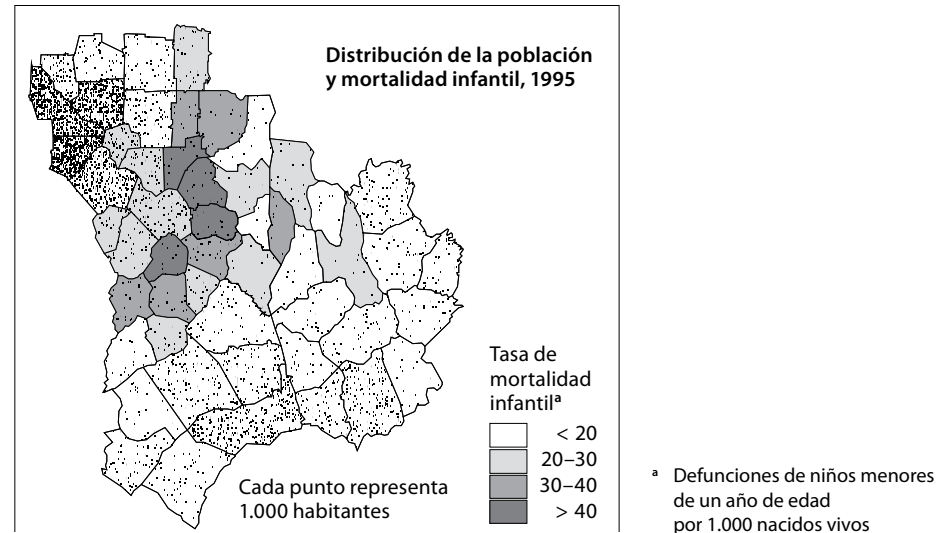 Distribución de la población
y mortalidad infantil, 1995
Tasa de
mortalidad
infantilª
< 20
20–30
30–40
> 40
Cada punto representa
1.000 habitantes
ª Defunciones de niños menores
de un año de edad
por 1.000 nacidos vivos